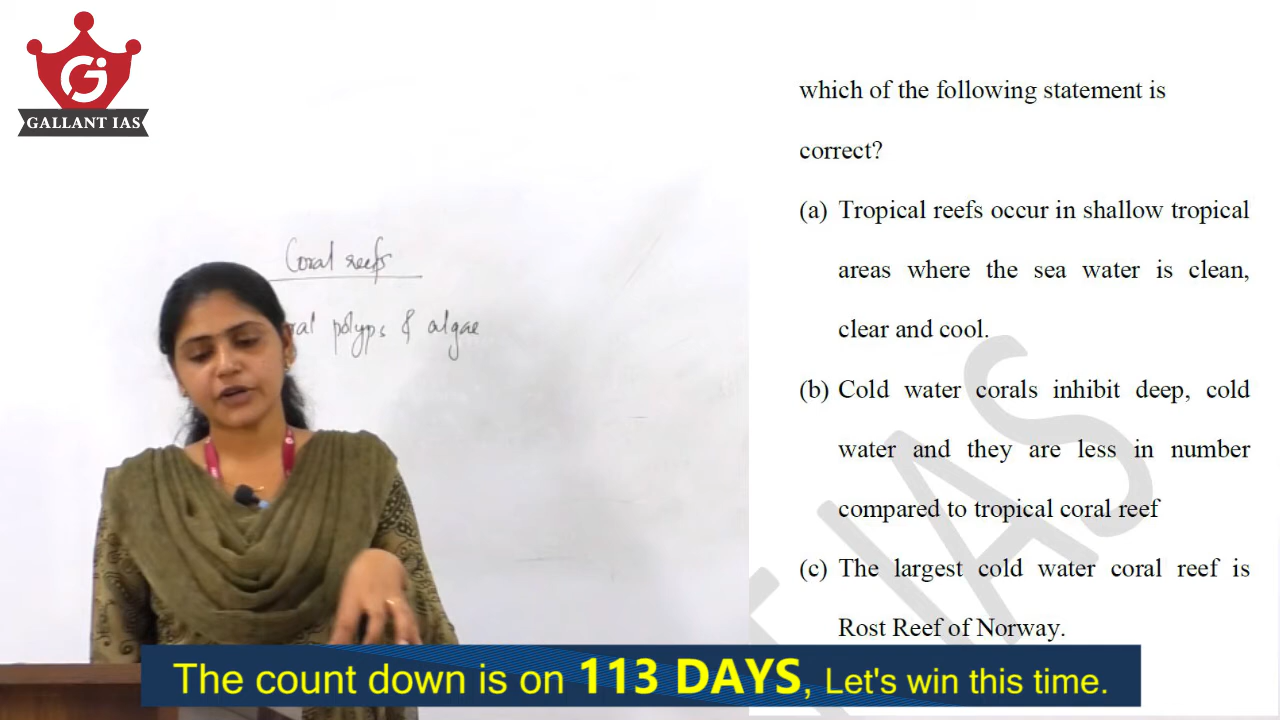 GALLANT IAS
which of the following statement is
correct?
(a) Tropical reefs occur in shallow tropical
areas where the sea water is clean,
clear and cool.
(b) Cold water corals inhibit deep, cold
water and they are less in number
compared to tropical coral reef
(c) The largest cold water coral reef is
Rost Reef of Norway.
Coral reefs
polyps & algae
IAS
The count down is on 113 DAYS, Let's win this time.